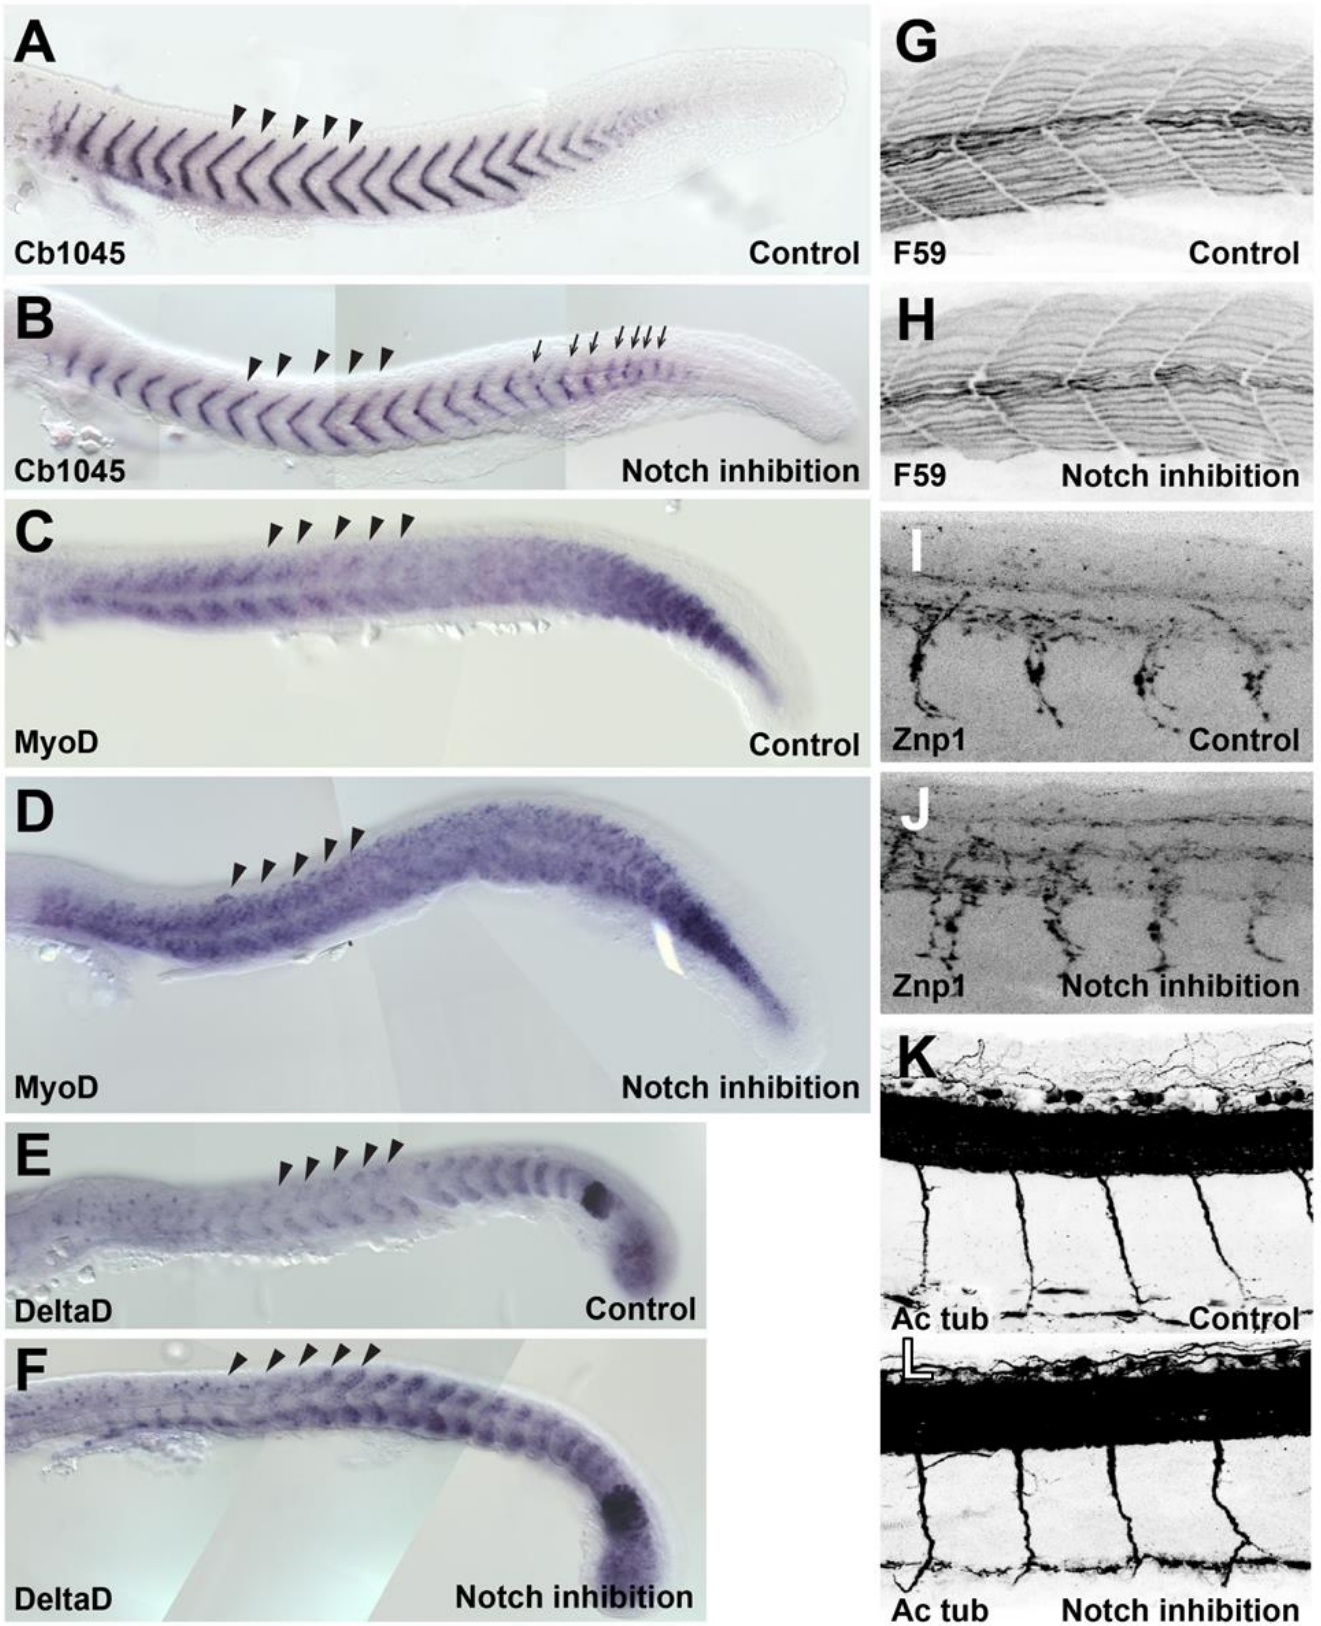 A
Cb1045 Control
B
Cb1045 Notch inhibition
C
MyoD Control
D
MyoD Notch inhibition
E
DeltaD Control
F
DeltaD Notch inhibition
G
F59 Control
H
F59 Notch inhibition
I
Znp1 Control
J
Znp1 Notch inhibition
K
Ac tub Control
L
Ac tub Notch inhibition